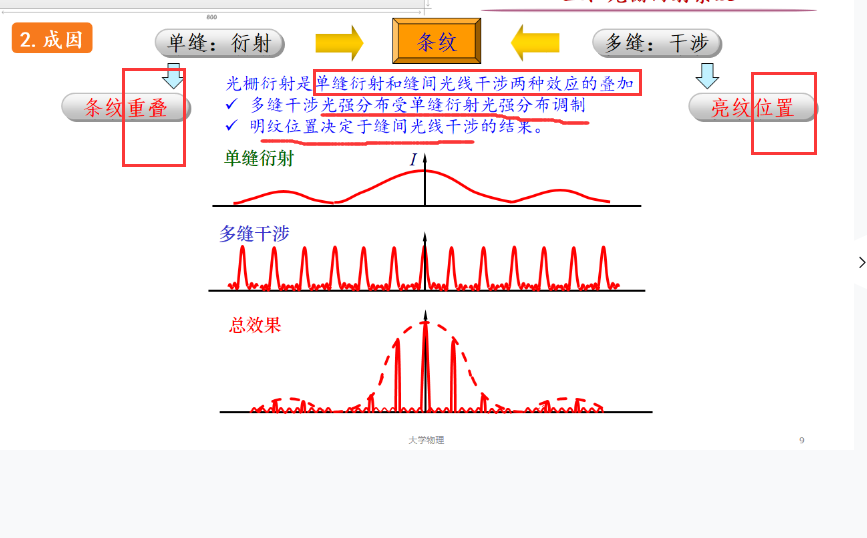 800
2. 成因
单缝：衍射
条纹
多缝：干涉
条纹重叠
亮纹位置
光栅衍射是单缝衍射和缝间光线干涉两种效应的叠加
✓ 多缝干涉光强分布受单缝衍射光强分布调制
✓ 明纹位置决定于缝间光线干涉的结果。
单缝衍射
I
多缝干涉
总效果
大学物理
9